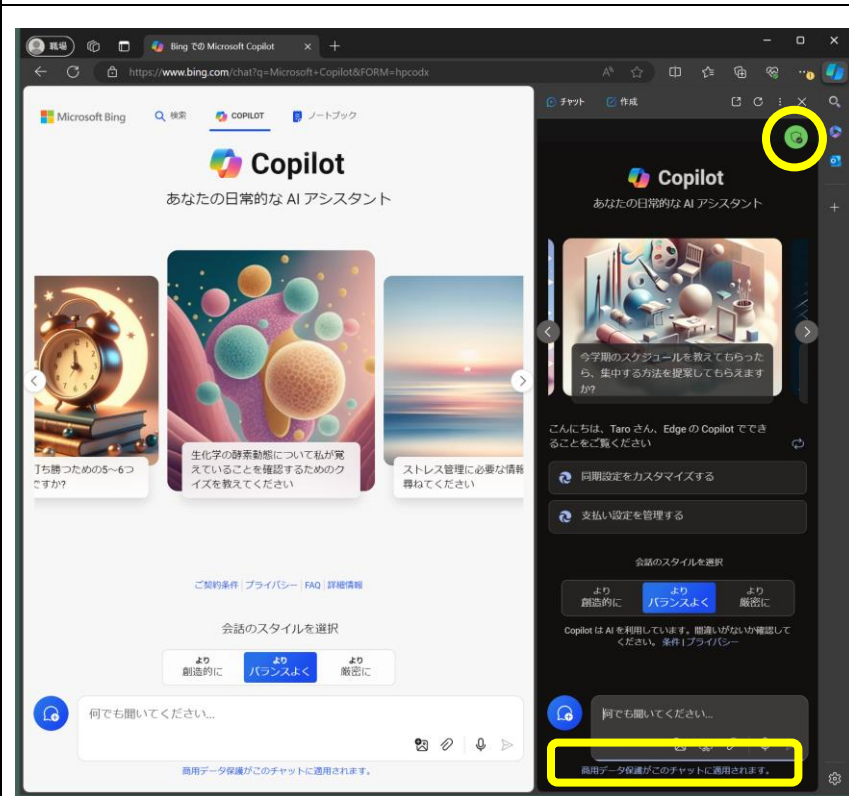 職場
Bing での Microsoft Copilot
https://www.bing.com/chat?q=Microsoft+Copilot&FORM=hpcodx
Microsoft Bing
検索
COPILOT
ノートブック
Copilot
あなたの日常的な AI アシスタント
打ち勝つための5~6つ
ですか?
生化学の酵素動態について私が覚
えていることを確認するためのク
イズを教えてください
ストレス管理に必要な情報
尋ねてください
ご契約条件 | プライバシー | FAQ | 詳細情報
会話のスタイルを選択
より
創造的に
より
バランスよく
より
厳密に
何でも聞いてください...
商用データ保護がこのチャットに適用されます。
チャット
作成
Copilot
あなたの日常的な AI アシスタント
今学期のスケジュールを教えてもらった
ら、集中する方法を提案してもらえます
か?
こんにちは、Taro さん、Edge の Copilot ででき
ることをご覧ください
同期設定をカスタマイズする
支払い設定を管理する
会話のスタイルを選択
より
創造的に
より
バランスよく
より
厳密に
Copilot は AI を利用しています。間違いがないか確認して
ください。 条件 | プライバシー
何でも聞いてください...
商用データ保護がこのチャットに適用されます。